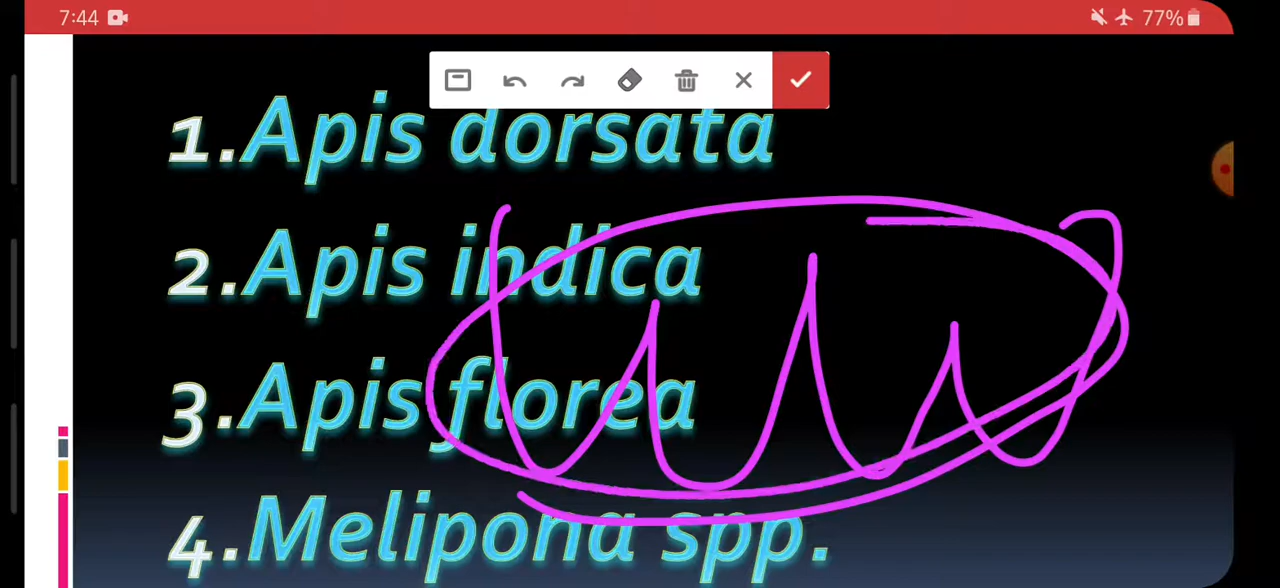 7:44 77%
1.Apis dorsata
2.Apis indica
3.Apis florea
4.Melipona spp.